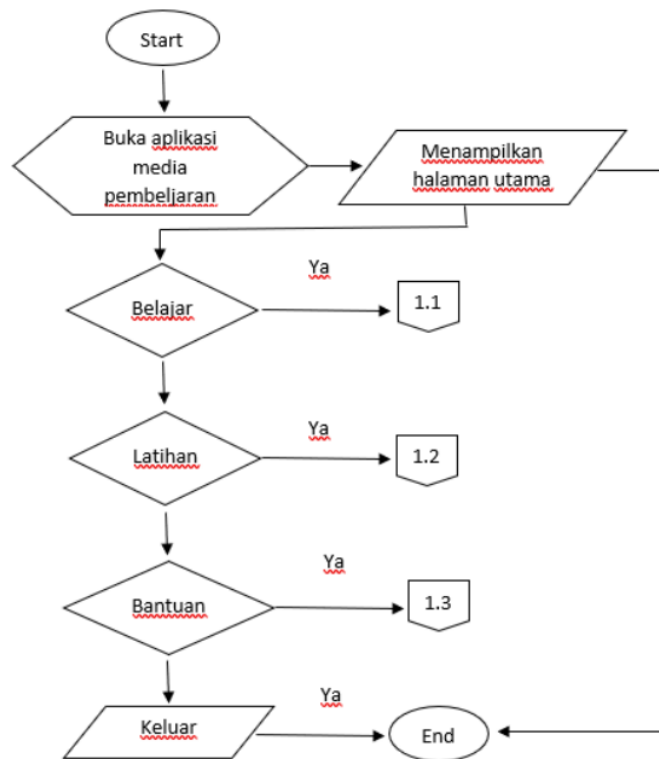 Start
Buka aplikasi
media
pembeljaran
Menampilkan
halaman utama
Ya
Belajar
1.1
Ya
Latihan
1.2
Ya
Bantuan
1.3
Ya
Keluar
End